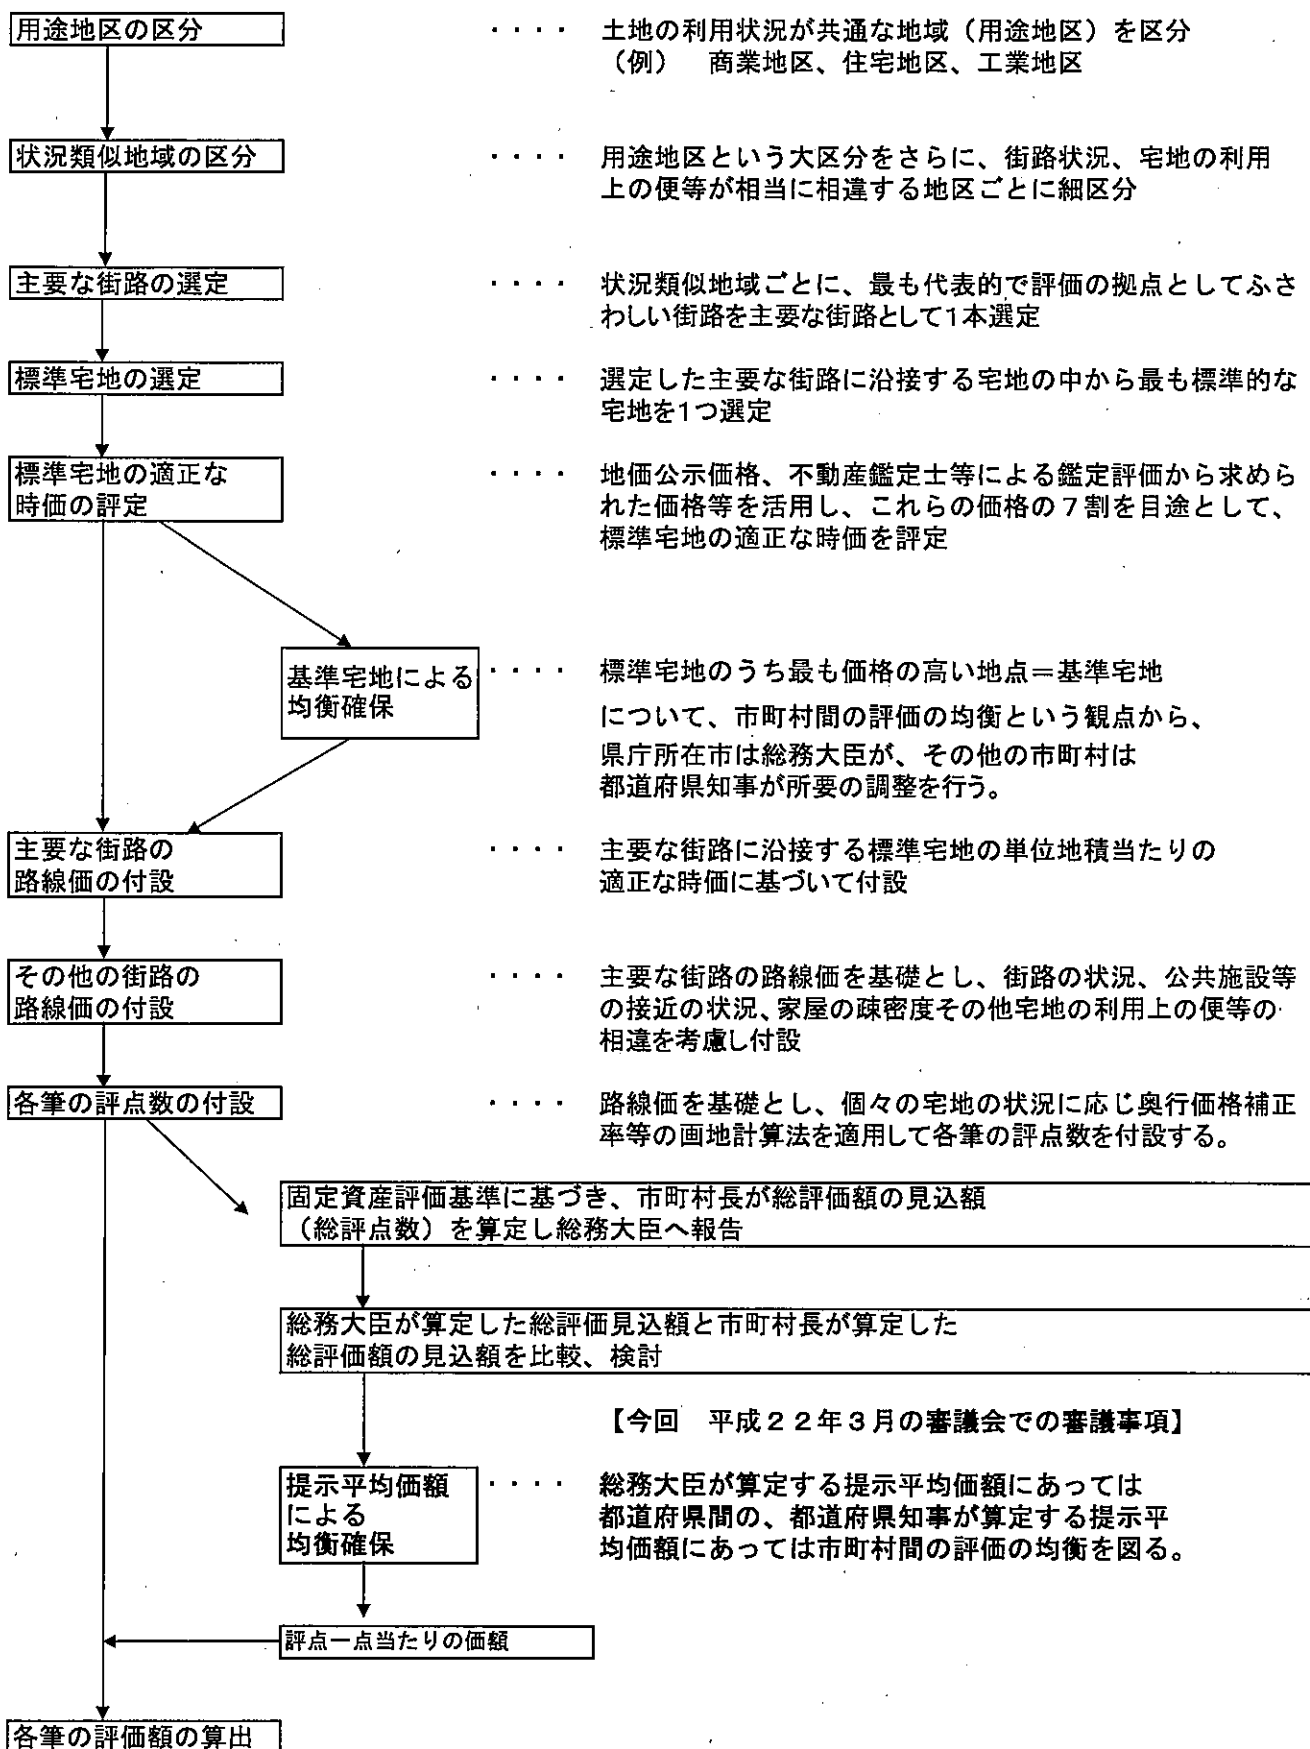 用途地区の区分
・・・・ 土地の利用状況が共通な地域（用途地区）を区分
（例） 商業地区、住宅地区、工業地区
状況類似地域の区分
・・・・ 用途地区という大区分をさらに、街路状況、宅地の利用
上の便等が相当に相違する地区ごとに細区分
主要な街路の選定
・・・・ 状況類似地域ごとに、最も代表的で評価の拠点としてふさ
わしい街路を主要な街路として1本選定
標準宅地の選定
・・・・ 選定した主要な街路に沿接する宅地の中から最も標準的な
宅地を1つ選定
標準宅地の適正な
時価の評定
・・・・ 地価公示価格、不動産鑑定士等による鑑定評価から求めら
れた価格等を活用し、これらの価格の７割を目途として、
標準宅地の適正な時価を評定
基準宅地による
均衡確保
・・・・ 標準宅地のうち最も価格の高い地点＝基準宅地
について、市町村間の評価の均衡という観点から、
県庁所在市は総務大臣が、その他の市町村は
都道府県知事が所要の調整を行う。
主要な街路の
路線価の付設
・・・・ 主要な街路に沿接する標準宅地の単位地積当たりの
適正な時価に基づいて付設
その他の街路の
路線価の付設
・・・・ 主要な街路の路線価を基礎とし、街路の状況、公共施設等
の接近の状況、家屋の疎密度その他宅地の利用上の便等の
相違を考慮し付設
各筆の評点数の付設
・・・・ 路線価を基礎とし、個々の宅地の状況に応じ奥行価格補正
率等の画地計算法を適用して各筆の評点数を付設する。
固定資産評価基準に基づき、市町村長が総評価額の見込額
（総評点数）を算定し総務大臣へ報告
総務大臣が算定した総評価見込額と市町村長が算定した
総評価額の見込額を比較、検討
【今回 平成２２年３月の審議会での審議事項】
提示平均価額
による
均衡確保
・・・・ 総務大臣が算定する提示平均価額にあっては
都道府県間の、都道府県知事が算定する提示平
均価額にあっては市町村間の評価の均衡を図る。
評点一点当たりの価額
各筆の評価額の算出